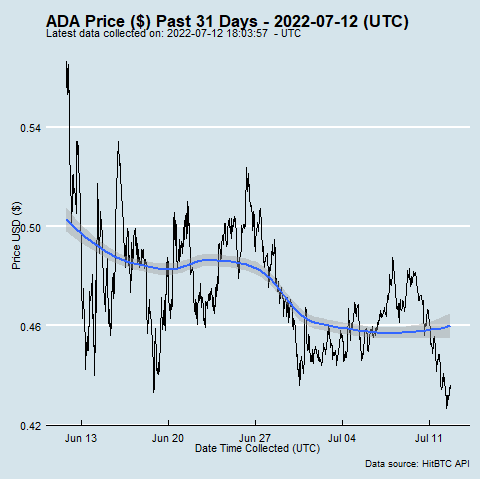 ADA Price ($) Past 31 Days - 2022-07-12 (UTC)
Latest data collected on: 2022-07-12 18:03:57  - UTC
Price USD ($)
0.54
0.50
0.46
0.42
Jun 13
Jun 20
Jun 27
Jul 04
Jul 11
Date Time Collected (UTC)
Data source: HitBTC API